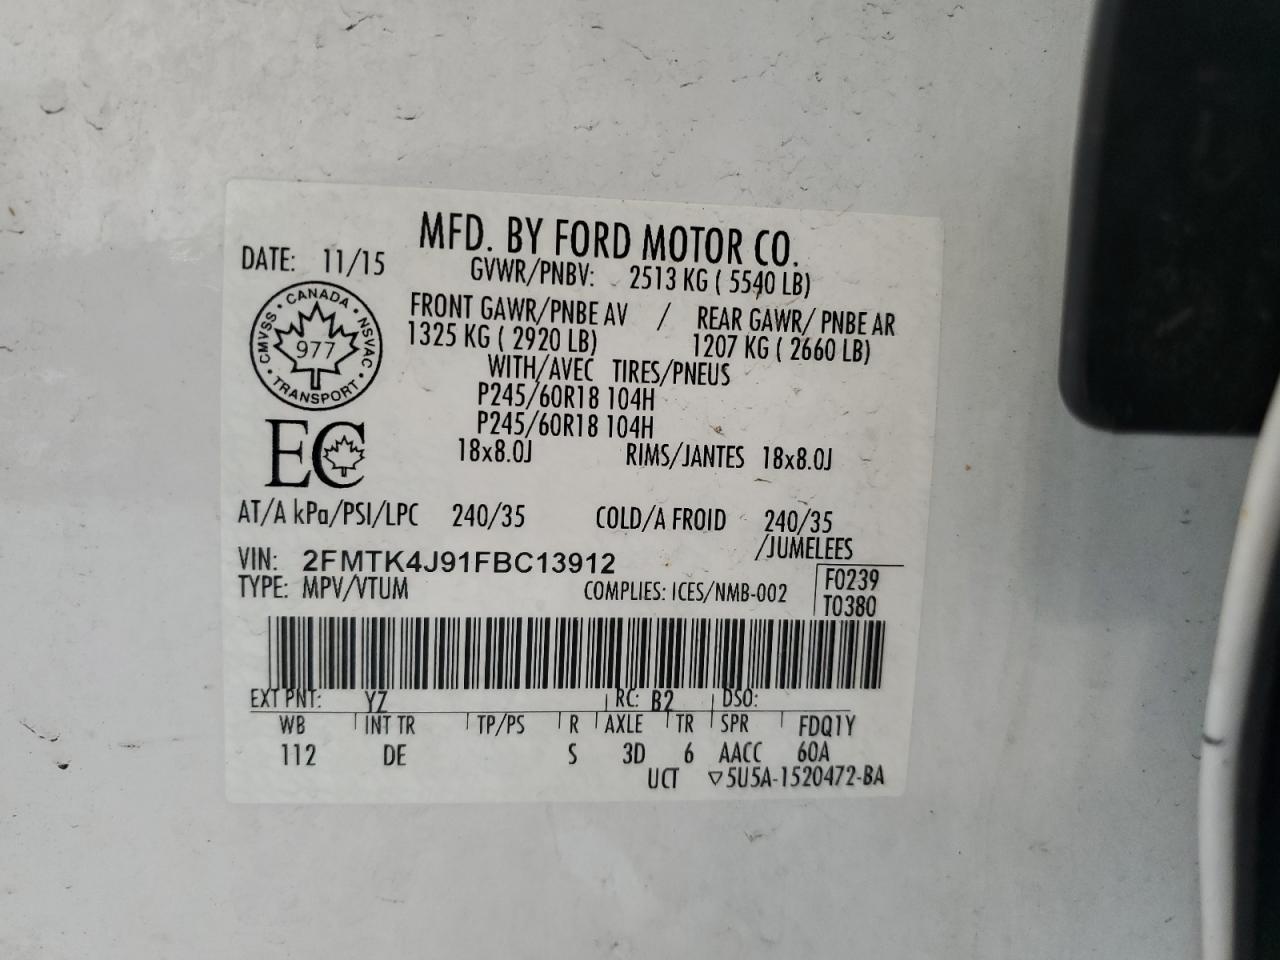 MFD. BY FORD MOTOR CO.
DATE: 11/15
GVWR/PNBV: 2513 KG ( 5540 LB)
FRONT GAWR/PNBE AV / REAR GAWR/ PNBE AR
1325 KG ( 2920 LB) 1207 KG ( 2660 LB)
WITH/AVEC TIRES/PNEUS
P245/60R18 104H
P245/60R18 104H
18x8.0J RIMS/JANTES 18x8.0J
CANADA
CMVSS NSVAC
977
TRANSPORT
EC
AT/A kPa/PSI/LPC 240/35 COLD/A FROID 240/35
/JUMELEES
VIN: 2FMTK4J91FBC13912
TYPE: MPV/VTUM COMPLIES: ICES/NMB-002
F0239
T0380
EXT PNT: YZ RC: B2 DSO:
WB INT TR TP/PS R AXLE TR SPR FDQ1Y
112 DE S 3D 6 AACC 60A
UCT ▽5U5A-1520472-BA